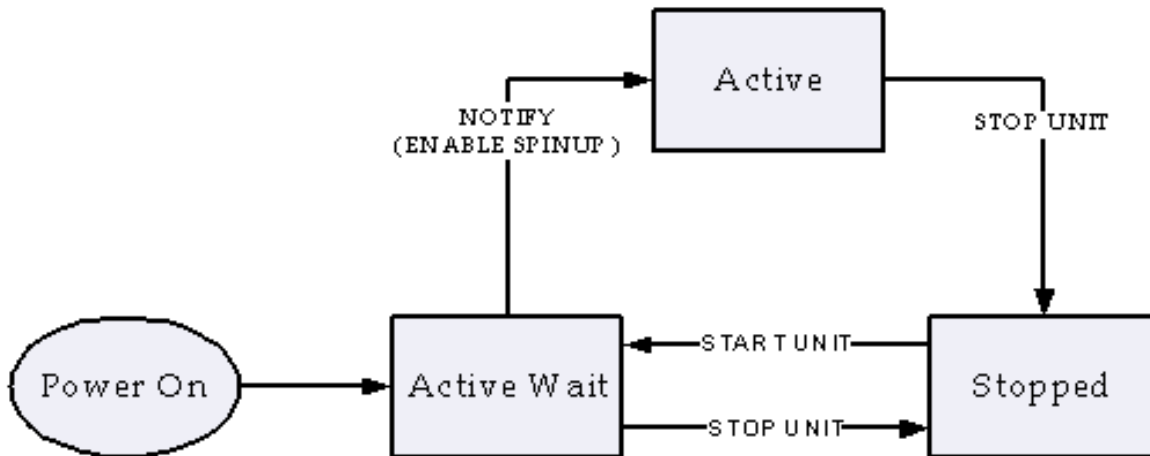 Active
NOTIFY
(ENABLE SPINUP)
STOP UNIT
START UNIT
Power On
Active Wait
Stopped
STOP UNIT